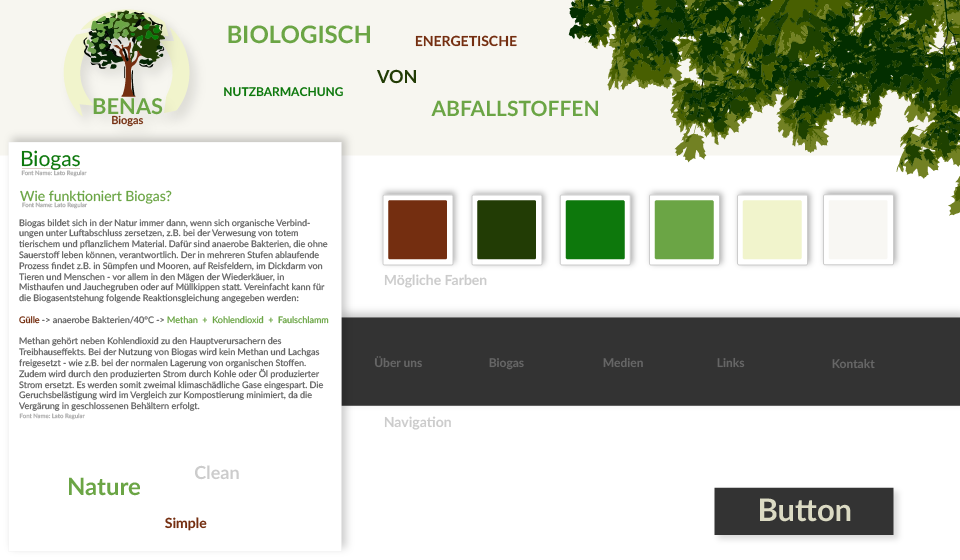 BENAS
Biogas
BIOLOGISCH
ENERGETISCHE
VON
NUTZBARMACHUNG
ABFALLSTOFFEN
Biogas
Font Name: Lato Regular
Wie funktioniert Biogas?
Font Name: Lato Regular
Biogas bildet sich in der Natur immer dann, wenn sich organische Verbind-
ungen unter Luftabschluss zersetzen, z.B. bei der Verwesung von totem
tierischem und pflanzlichem Material. Dafür sind anaerobe Bakterien, die ohne
Sauerstoff leben können, verantwortlich. Der in mehreren Stufen ablaufende
Prozess findet z.B. in Sümpfen und Mooren, auf Reisfeldern, im Dickdarm von
Tieren und Menschen - vor allem in den Mägen der Wiederkäuer, in
Misthaufen und Jauchegruben oder auf Müllkippen statt. Vereinfacht kann für
die Biogasentstehung folgende Reaktionsgleichung angegeben werden:
Gülle -> anaerobe Bakterien/40°C -> Methan + Kohlendioxid + Faulschlamm
Methan gehört neben Kohlendioxid zu den Hauptverursachern des
Treibhauseffekts. Bei der Nutzung von Biogas wird kein Methan und Lachgas
freigesetzt - wie z.B. bei der normalen Lagerung von organischen Stoffen.
Zudem wird durch den produzierten Strom durch Kohle oder Öl produzierter
Strom ersetzt. Es werden somit zweimal klimaschädliche Gase eingespart. Die
Geruchsbelästigung wird im Vergleich zur Kompostierung minimiert, da die
Vergärung in geschlossenen Behältern erfolgt.
Font Name: Lato Regular
Clean
Nature
Simple
Mögliche Farben
Über uns Biogas Medien Links Kontakt
Navigation
Button